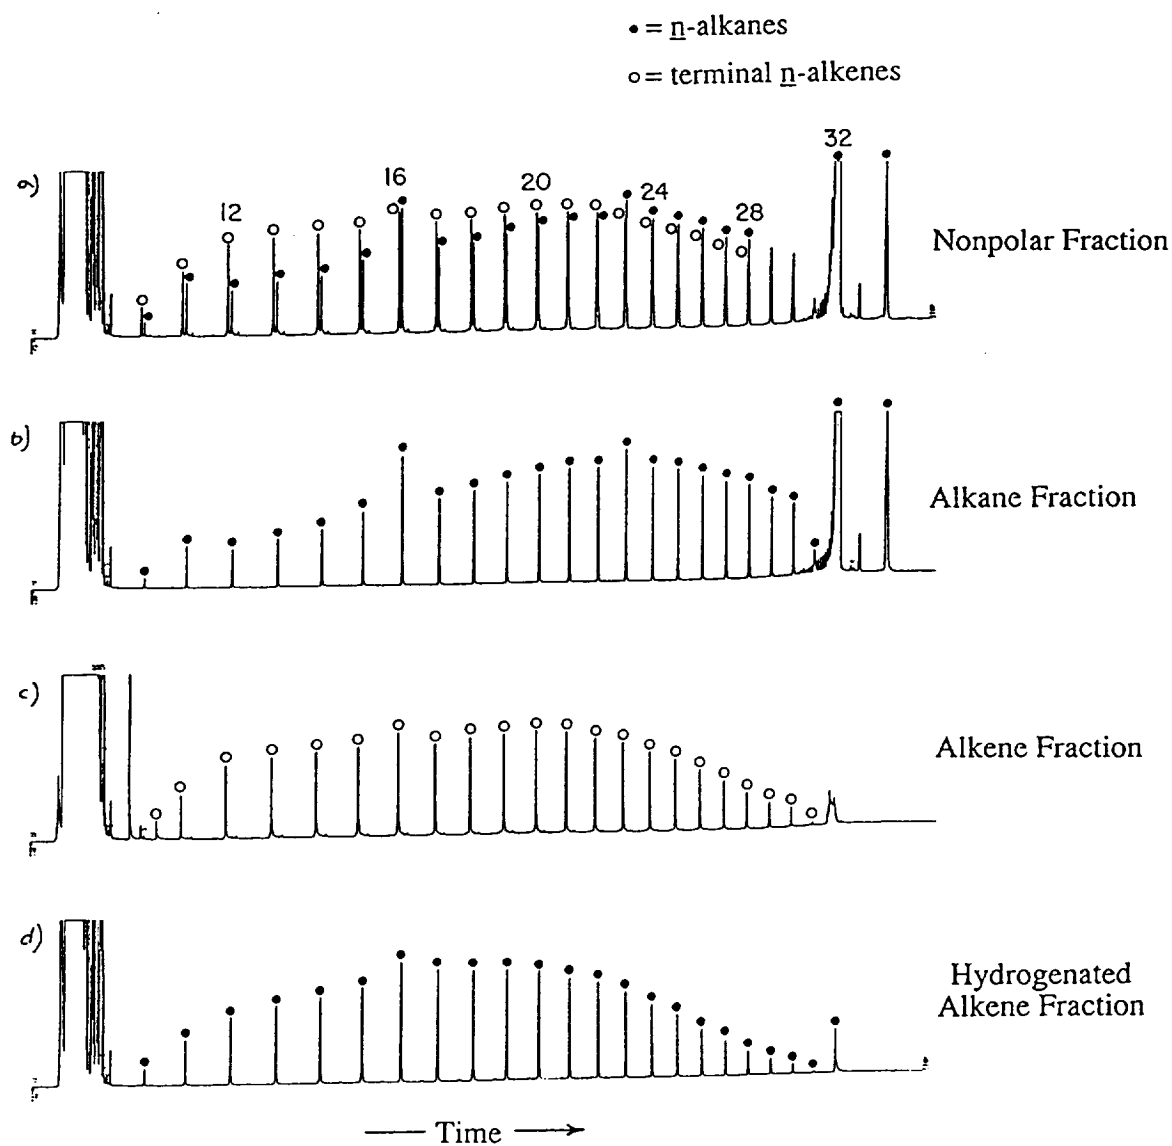 • = n-alkanes
○ = terminal n-alkenes
a)
32
16
20
24
12
28
Nonpolar Fraction
b)
Alkane Fraction
c)
Alkene Fraction
d)
Hydrogenated
Alkene Fraction
Time